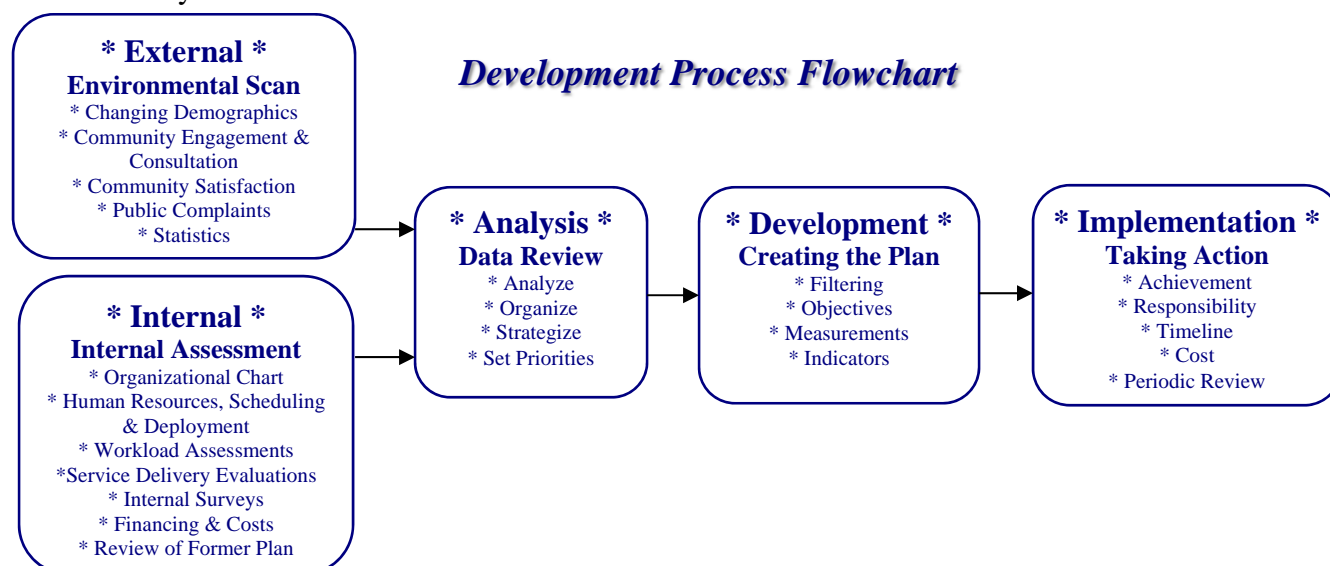 * External *
Environmental Scan
* Changing Demographics
* Community Engagement &
Consultation
* Community Satisfaction
* Public Complaints
* Statistics
Development Process Flowchart
* Internal *
Internal Assessment
* Organizational Chart
* Human Resources, Scheduling
& Deployment
* Workload Assessments
*Service Delivery Evaluations
* Internal Surveys
* Financing & Costs
* Review of Former Plan
* Analysis *
Data Review
* Analyze
* Organize
* Strategize
* Set Priorities
* Development *
Creating the Plan
* Filtering
* Objectives
* Measurements
* Indicators
* Implementation *
Taking Action
* Achievement
* Responsibility
* Timeline
* Cost
* Periodic Review